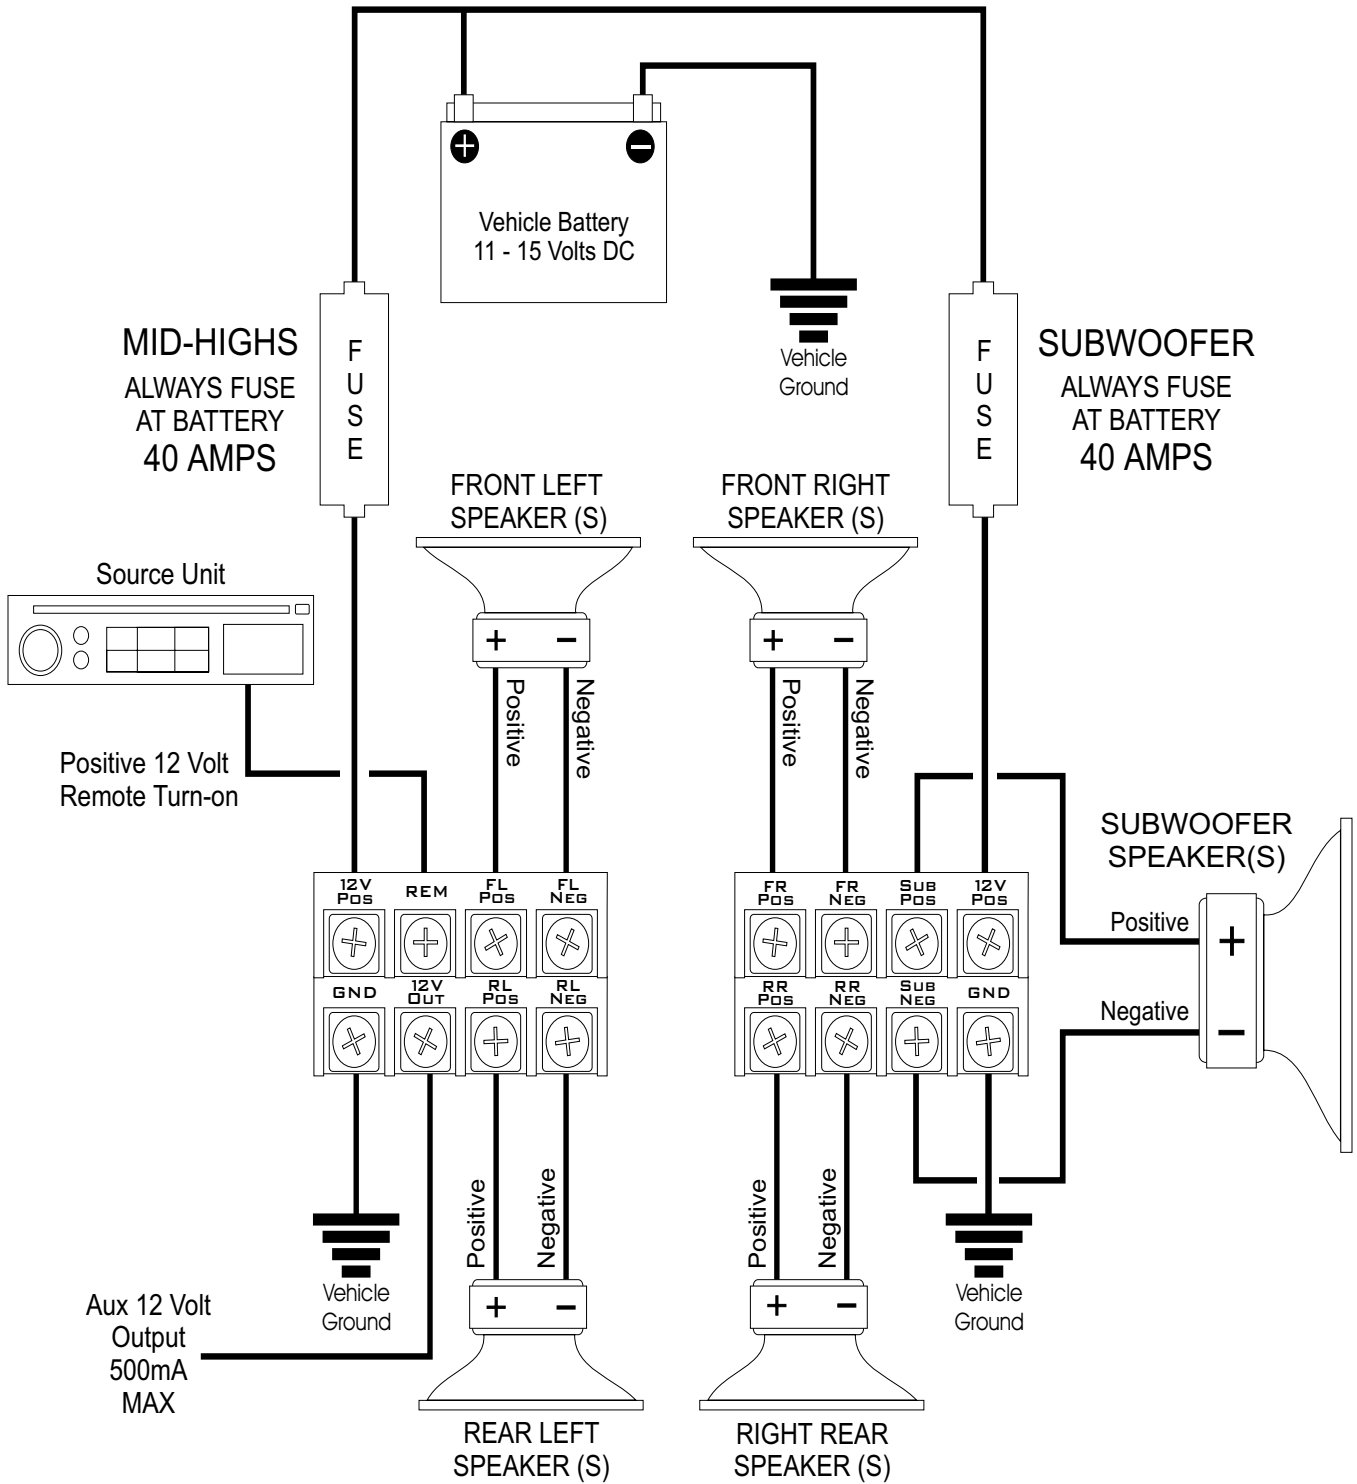 +
−
Vehicle Battery
11 - 15 Volts DC
Vehicle
Ground
MID-HIGHS
ALWAYS FUSE
AT BATTERY
40 AMPS
FUSE
FUSE
SUBWOOFER
ALWAYS FUSE
AT BATTERY
40 AMPS
FRONT LEFT
SPEAKER (S)
FRONT RIGHT
SPEAKER (S)
Source Unit
+ −
+ −
Positive
Negative
Positive
Negative
Positive 12 Volt
Remote Turn-on
SUBWOOFER
SPEAKER(S)
Positive
+
Negative
−
12V
POS
REM
FL
POS
FL
NEG
GND
12V
OUT
RL
POS
RL
NEG
FR
POS
FR
NEG
SUB
POS
12V
POS
RR
POS
RR
NEG
SUB
NEG
GND
Positive
Negative
Positive
Negative
Vehicle
Ground
Vehicle
Ground
+ −
+ −
Aux 12 Volt
Output
500mA
MAX
REAR LEFT
SPEAKER (S)
RIGHT REAR
SPEAKER (S)